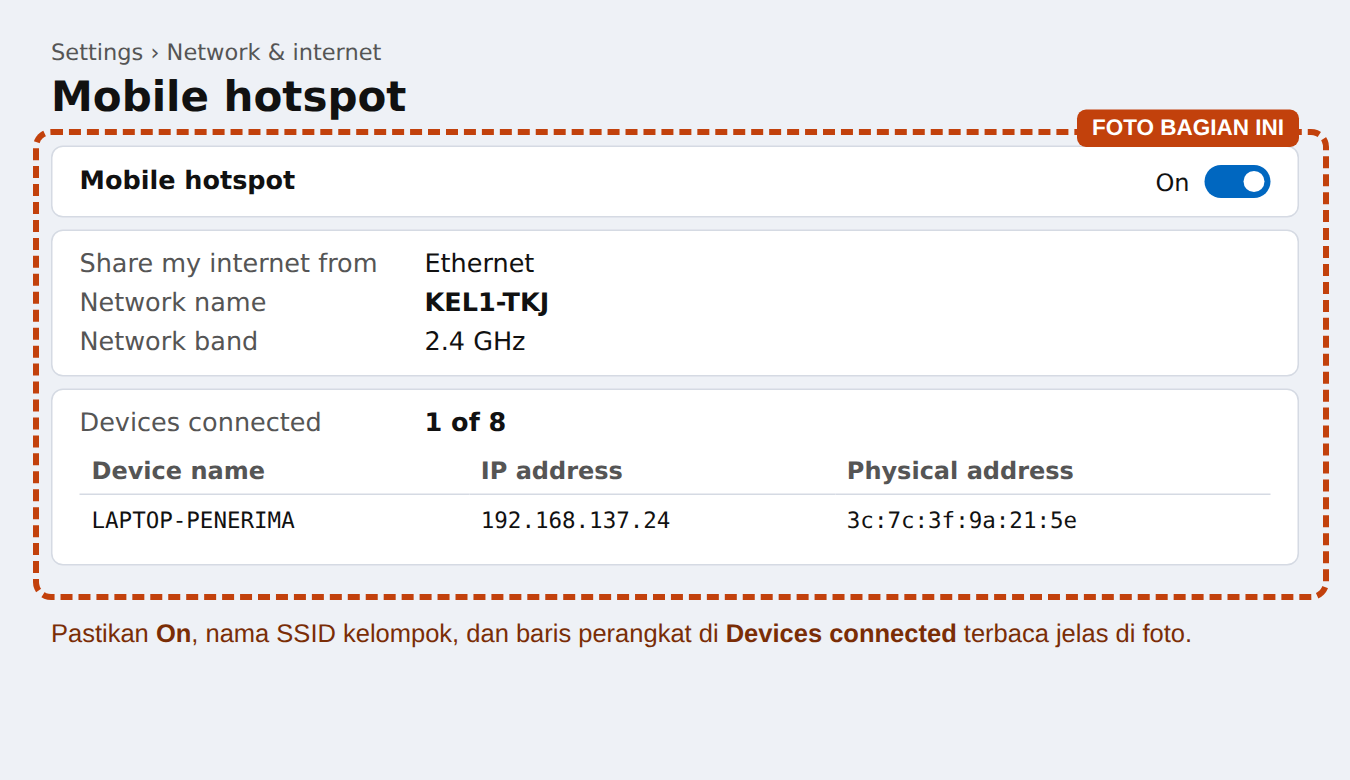 Settings › Network & internet
Mobile hotspot
FOTO BAGIAN INI
Mobile hotspot On
Share my internet from Ethernet
Network name KEL1-TKJ
Network band 2.4 GHz
Devices connected 1 of 8
Device name IP address Physical address
LAPTOP-PENERIMA 192.168.137.24 3c:7c:3f:9a:21:5e
Pastikan On, nama SSID kelompok, dan baris perangkat di Devices connected terbaca jelas di foto.